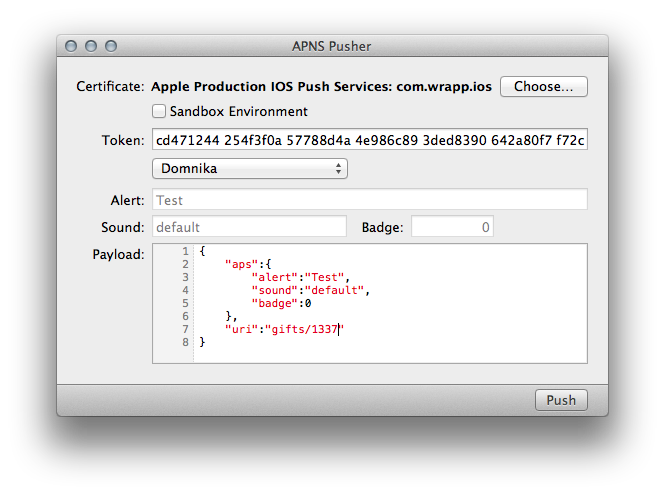 APNS Pusher
Certificate: Apple Production IOS Push Services: com.wrapp.ios Choose...
Sandbox Environment
Token: cd471244 254f3f0a 57788d4a 4e986c89 3ded8390 642a80f7 f72c
Domnika
Alert: Test
Sound: default Badge: 0
Payload: 1 {
2 "aps":{
3 "alert":"Test",
4 "sound":"default",
5 "badge":0
6 },
7 "uri":"gifts/1337"
8 }
Push